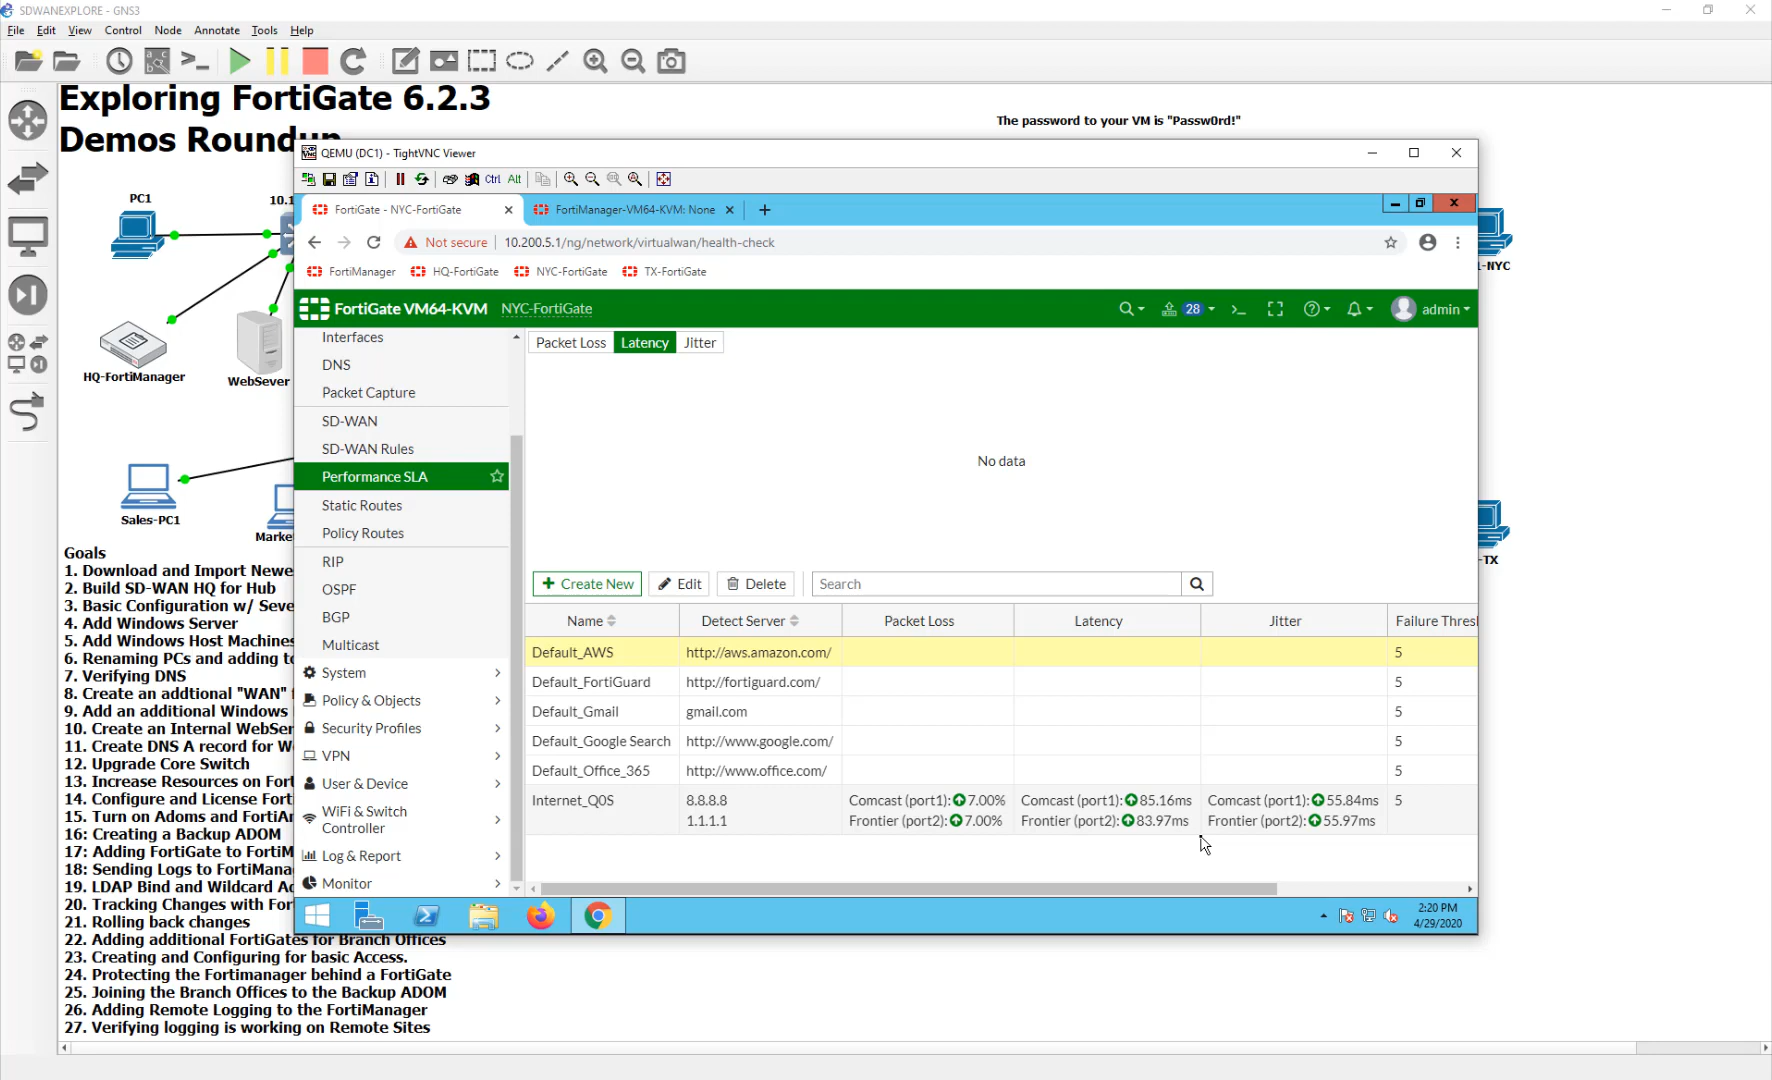 SDWANEXPLORE - GNS3
File Edit View Control Node Annotate Tools Help
Exploring FortiGate 6.2.3
Demos Roundup
The password to your VM is "Passw0rd!"
PC1
10.1
HQ-FortiManager
WebSever
Sales-PC1
Marke
1-NYC
-TX
Goals
1. Download and Import Newe
2. Build SD-WAN HQ for Hub
3. Basic Configuration w/ Seve
4. Add Windows Server
5. Add Windows Host Machines
6. Renaming PCs and adding to
7. Verifying DNS
8. Create an addtional "WAN"
9. Add an additional Windows
10. Create an Internal WebSer
11. Create DNS A record for W
12. Upgrade Core Switch
13. Increase Resources on Fort
14. Configure and License Forti
15. Turn on Adoms and FortiAn
16: Creating a Backup ADOM
17: Adding FortiGate to FortiM
18: Sending Logs to FortiMana
19. LDAP Bind and Wildcard Ac
20. Tracking Changes with For
21. Rolling back changes
22. Adding additional FortiGates for Branch Offices
23. Creating and Configuring for basic Access.
24. Protecting the Fortimanager behind a FortiGate
25. Joining the Branch Offices to the Backup ADOM
26. Adding Remote Logging to the FortiManager
27. Verifying logging is working on Remote Sites
QEMU (DC1) - TightVNC Viewer
Ctrl Alt
FortiGate - NYC-FortiGate
FortiManager-VM64-KVM: None
Not secure 10.200.5.1/ng/network/virtualwan/health-check
FortiManager HQ-FortiGate NYC-FortiGate TX-FortiGate
FortiGate VM64-KVM NYC-FortiGate 28 admin
Interfaces
DNS
Packet Capture
SD-WAN
SD-WAN Rules
Performance SLA
Static Routes
Policy Routes
RIP
OSPF
BGP
Multicast
System
Policy & Objects
Security Profiles
VPN
User & Device
WiFi & Switch
Controller
Log & Report
Monitor
Packet Loss Latency Jitter
No data
+ Create New Edit Delete Search
Name Detect Server Packet Loss Latency Jitter Failure Thresl
Default_AWS http://aws.amazon.com/ 5
Default_FortiGuard http://fortiguard.com/ 5
Default_Gmail gmail.com 5
Default_Google Search http://www.google.com/ 5
Default_Office_365 http://www.office.com/ 5
Internet_Q0S 8.8.8.8 Comcast (port1): 7.00% Comcast (port1): 85.16ms Comcast (port1): 55.84ms 5
1.1.1.1 Frontier (port2): 7.00% Frontier (port2): 83.97ms Frontier (port2): 55.97ms
2:20 PM
4/29/2020